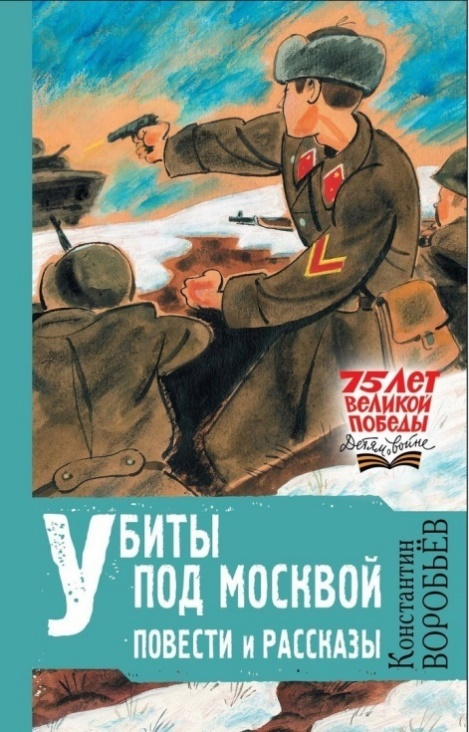 75 ЛЕТ
ВЕЛИКОЙ
ПОБЕДЫ
Детям о войне
УБИТЫ
ПОД МОСКВОЙ
ПОВЕСТИ И РАССКАЗЫ
Константин
ВОРОБЬЁВ